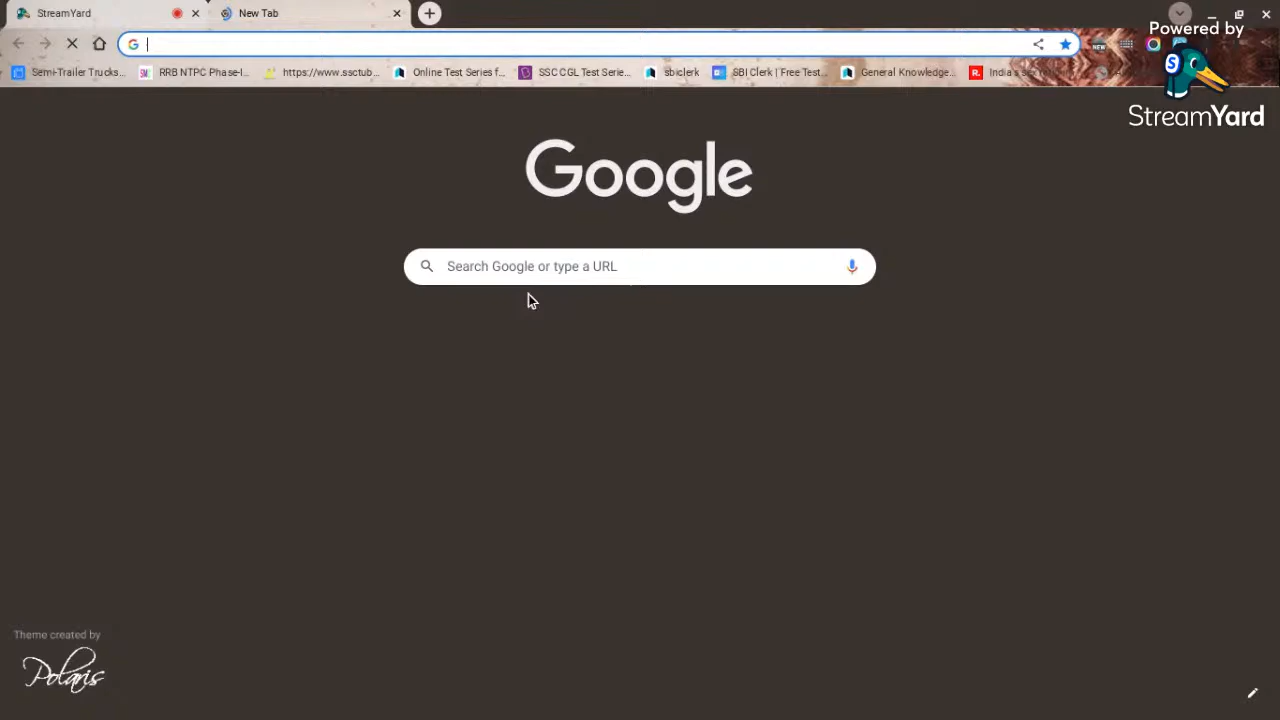 StreamYard
New Tab
Powered by
Semi-Trailer Trucks...
RRB NTPC Phase-I...
https://www.ssctub...
Online Test Series f...
SSC CGL Test Serie...
sbiclerk
SBI Clerk | Free Test...
General Knowledge...
India's
StreamYard
Google
Search Google or type a URL
Theme created by
Polaris